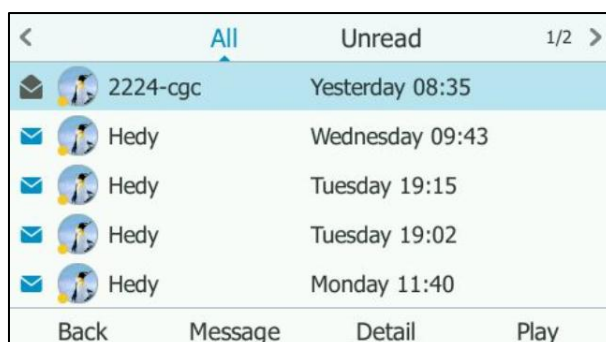 < All Unread 1/2 >
2224-cgc Yesterday 08:35
Hedy Wednesday 09:43
Hedy Tuesday 19:15
Hedy Tuesday 19:02
Hedy Monday 11:40
Back Message Detail Play